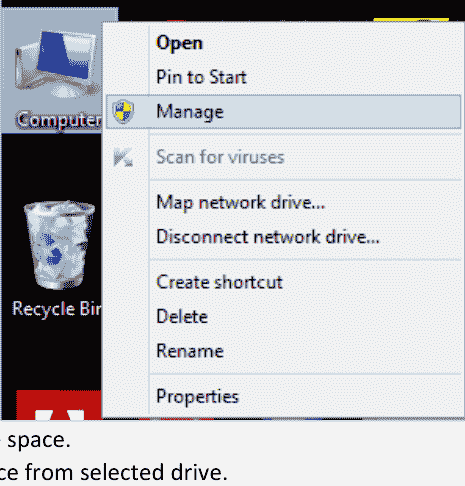 Open
Pin to Start
Computer
Manage
Scan for viruses
Map network drive...
Disconnect network drive...
Create shortcut
Recycle Bin
Delete
Rename
Properties
space.
ce from selected drive.